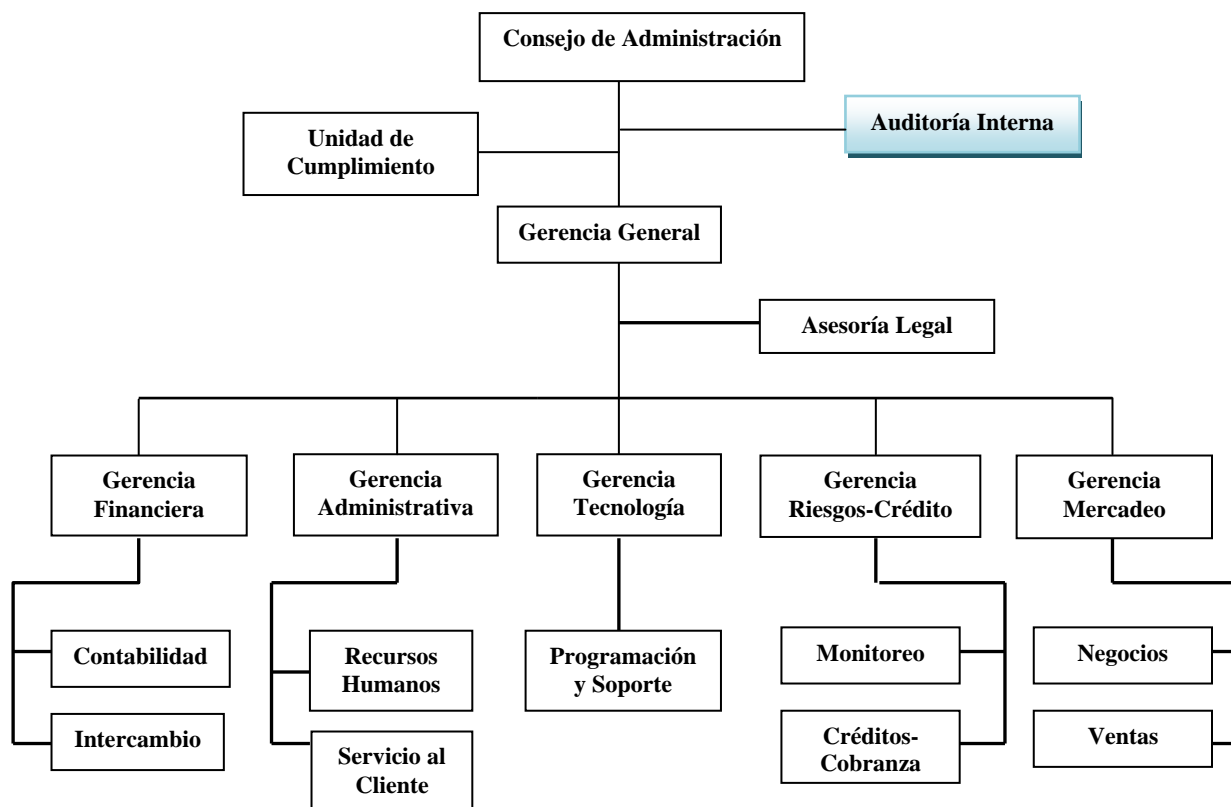 Consejo de Administración
Auditoría Interna
Unidad de
Cumplimiento
Gerencia General
Asesoría Legal
Gerencia
Financiera
Gerencia
Administrativa
Gerencia
Tecnología
Gerencia
Riesgos-Crédito
Gerencia
Mercadeo
Contabilidad
Intercambio
Recursos
Humanos
Servicio al
Cliente
Programación
y Soporte
Monitoreo
Créditos-
Cobranza
Negocios
Ventas